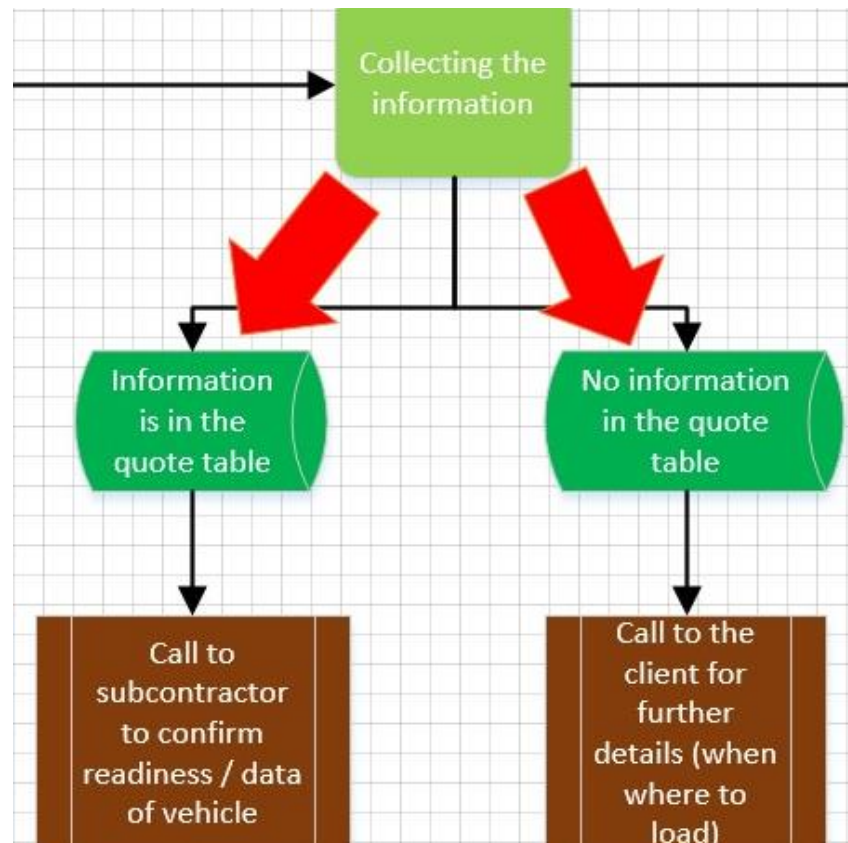 Collecting the
information
Information
is in the
quote table
No information
in the quote
table
Call to
subcontractor
to confirm
readiness / data
of vehicle
Call to the
client for
further
details (when
where to
load)